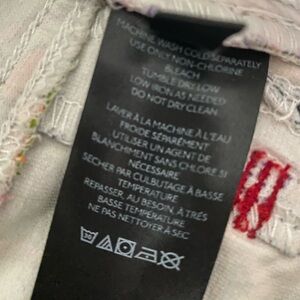 MACHINE WASH COLD SEPARATELY
USE ONLY NON-CHLORINE
BLEACH
TUMBLE DRY LOW
LOW IRON AS NEEDED
DO NOT DRY CLEAN
LAVER À LA MACHINE À L'EAU
FROIDE SÉPARÉMENT
UTILISER UN AGENT DE
BLANCHIMENT SANS CHLORE SI
NÉCESSAIRE
SÉCHER PAR CULBUTAGE À BASSE
TEMPÉRATURE
REPASSER, AU BESOIN, À TRÈS
BASSE TEMPÉRATURE
NE PAS NETTOYER À SEC
30